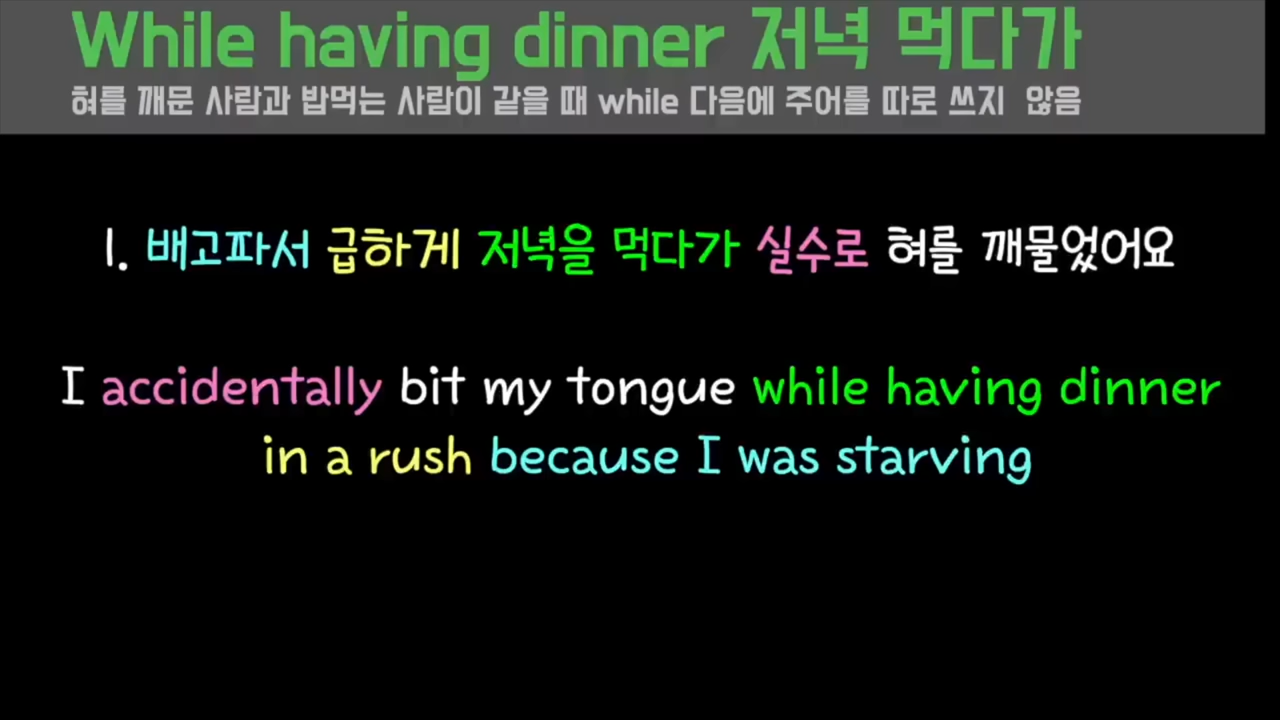 While having dinner 저녁 먹다가
혀를 깨문 사람과 밥먹는 사람이 같을 때 while 다음에 주어를 따로 쓰지 않음
1. 배고파서 급하게 저녁을 먹다가 실수로 혀를 깨물었어요
I accidentally bit my tongue while having dinner
in a rush because I was starving